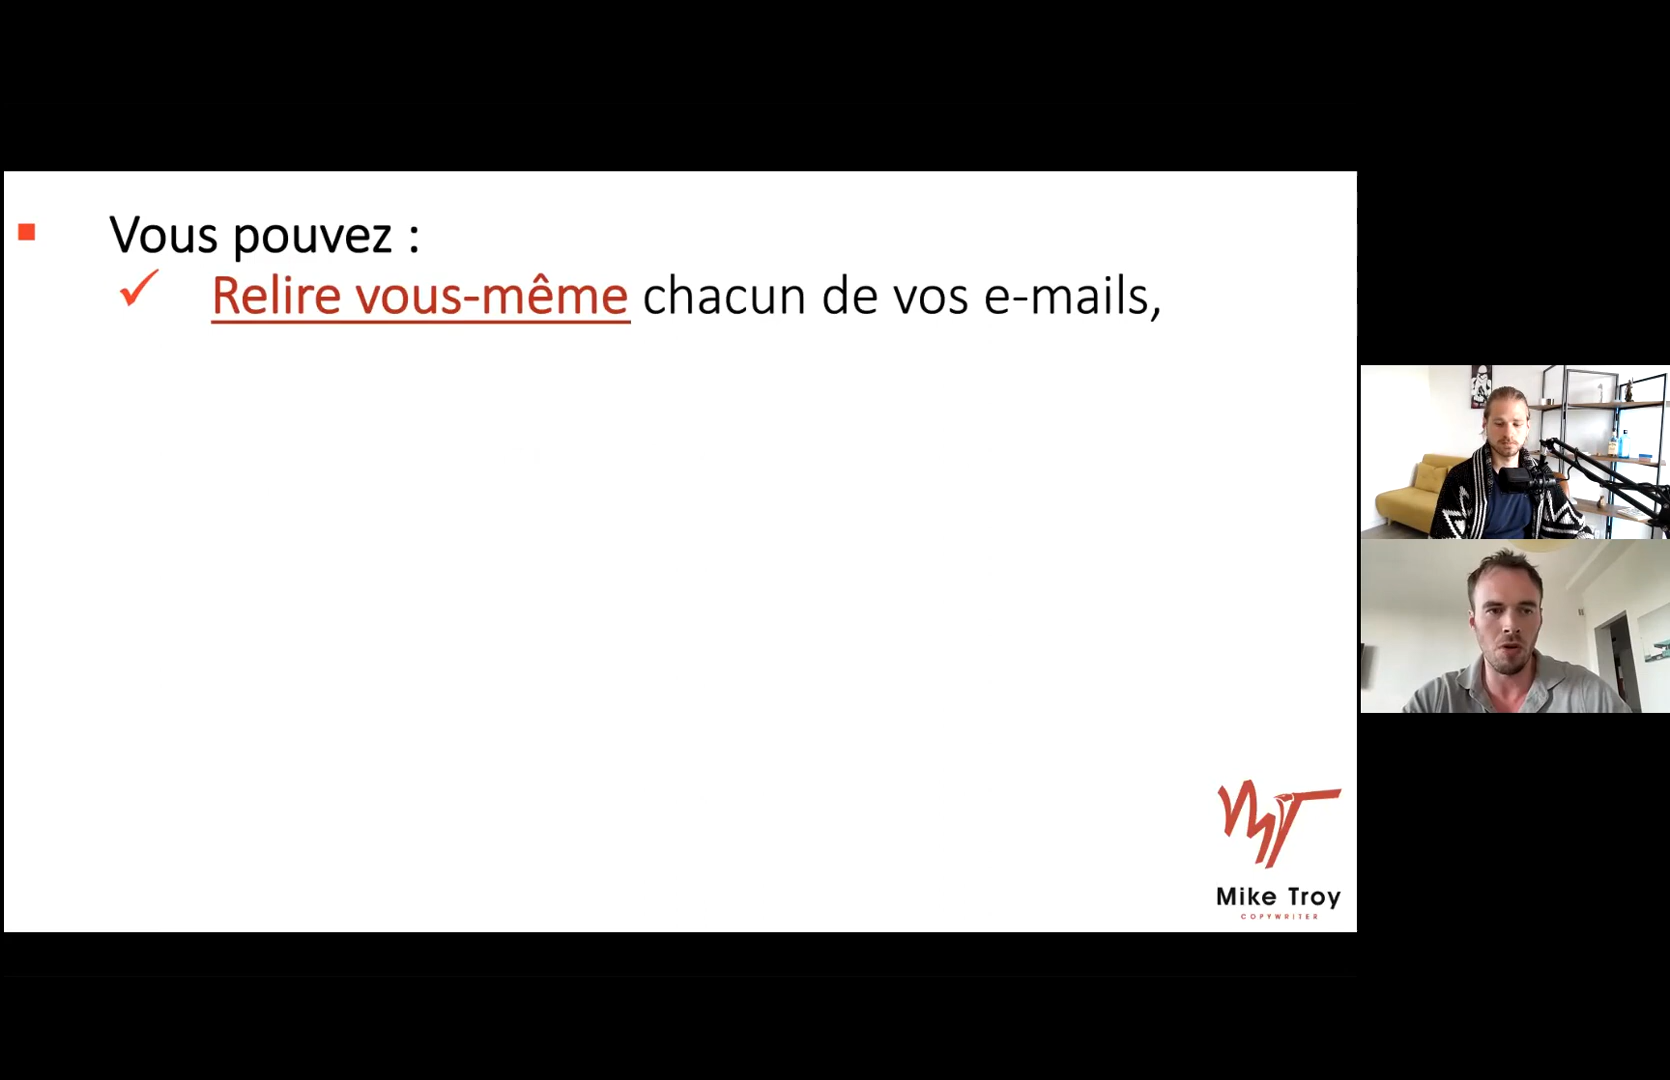 Vous pouvez :
Relire vous-même chacun de vos e-mails,
Mike Troy
COPYWRITER